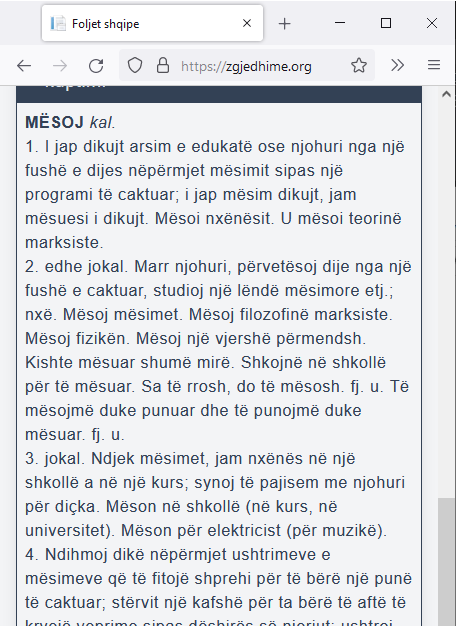 Foljet shqipe
https://zgjedhime.org
MËSOJ kal.
1. I jap dikujt arsim e edukatë ose njohuri nga një
fushë e dijes nëpërmjet mësimit sipas një
programi të caktuar; i jap mësim dikujt, jam
mësuesi i dikujt. Mësoi nxënësit. U mësoi teorinë
marksiste.
2. edhe jokal. Marr njohuri, përvetësoj dije nga një
fushë e caktuar, studioj një lëndë mësimore etj.;
nxë. Mësoj mësimet. Mësoj filozofinë marksiste.
Mësoj fizikën. Mësoj një vjershë përmendsh.
Kishte mësuar shumë mirë. Shkojnë në shkollë
për të mësuar. Sa të rrosh, do të mësosh. fj. u. Të
mësojmë duke punuar dhe të punojmë duke
mësuar. fj. u.
3. jokal. Ndjek mësimet, jam nxënës në një
shkollë a në një kurs; synoj të pajisem me njohuri
për diçka. Mëson në shkollë (në kurs, në
universitet). Mëson për elektricist (për muzikë).
4. Ndihmoj dikë nëpërmjet ushtrimeve e
mësimeve që të fitojë shprehi për të bërë një punë
të caktuar; stërvit një kafshë për ta bërë të aftë të
kryejë veprime sipas dëshirës së njeriut; ushtroj